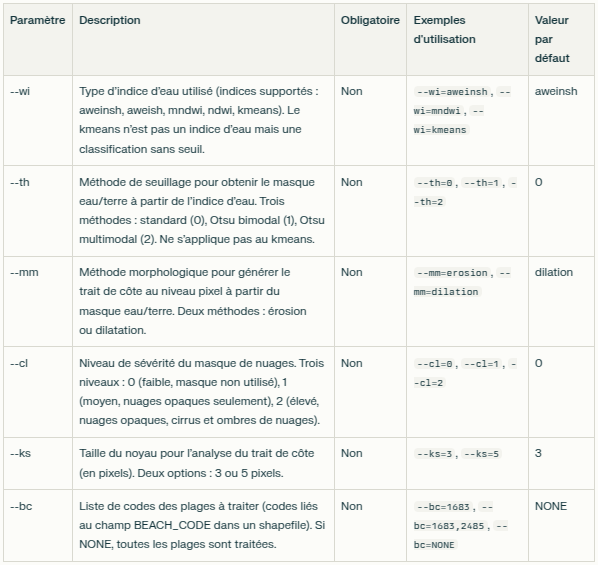 Paramètre Description Obligatoire Exemples d'utilisation Valeur par défaut
--wi
Type d'indice d'eau utilisé (indices supportés :
aweinsh, aweish, mndwi, ndwi, kmeans). Le
kmeans n'est pas un indice d'eau mais une
classification sans seuil.
Non
--wi=aweinsh , --
wi=mndwi , --
wi=kmeans
aweinsh
--th
Méthode de seuillage pour obtenir le masque
eau/terre à partir de l'indice d'eau. Trois
méthodes : standard (0), Otsu bimodal (1), Otsu
multimodal (2). Ne s'applique pas au kmeans.
Non
--th=0 , --th=1 , -
-th=2
0
--mm
Méthode morphologique pour générer le
trait de côte au niveau pixel à partir du
masque eau/terre. Deux méthodes : érosion
ou dilatation.
Non
--mm=erosion , --
mm=dilation
dilation
--cl
Niveau de sévérité du masque de nuages. Trois
niveaux : 0 (faible, masque non utilisé), 1
(moyen, nuages opaques seulement), 2 (élevé,
nuages opaques, cirrus et ombres de nuages).
Non
--cl=0 , --cl=1 , -
-cl=2
0
--ks
Taille du noyau pour l'analyse du trait de côte
(en pixels). Deux options : 3 ou 5 pixels.
Non
--ks=3 , --ks=5
3
--bc
Liste de codes des plages à traiter (codes liés
au champ BEACH_CODE dans un shapefile). Si
NONE, toutes les plages sont traitées.
Non
--bc=1683 , --
bc=1683,2485 , --
bc=NONE
NONE